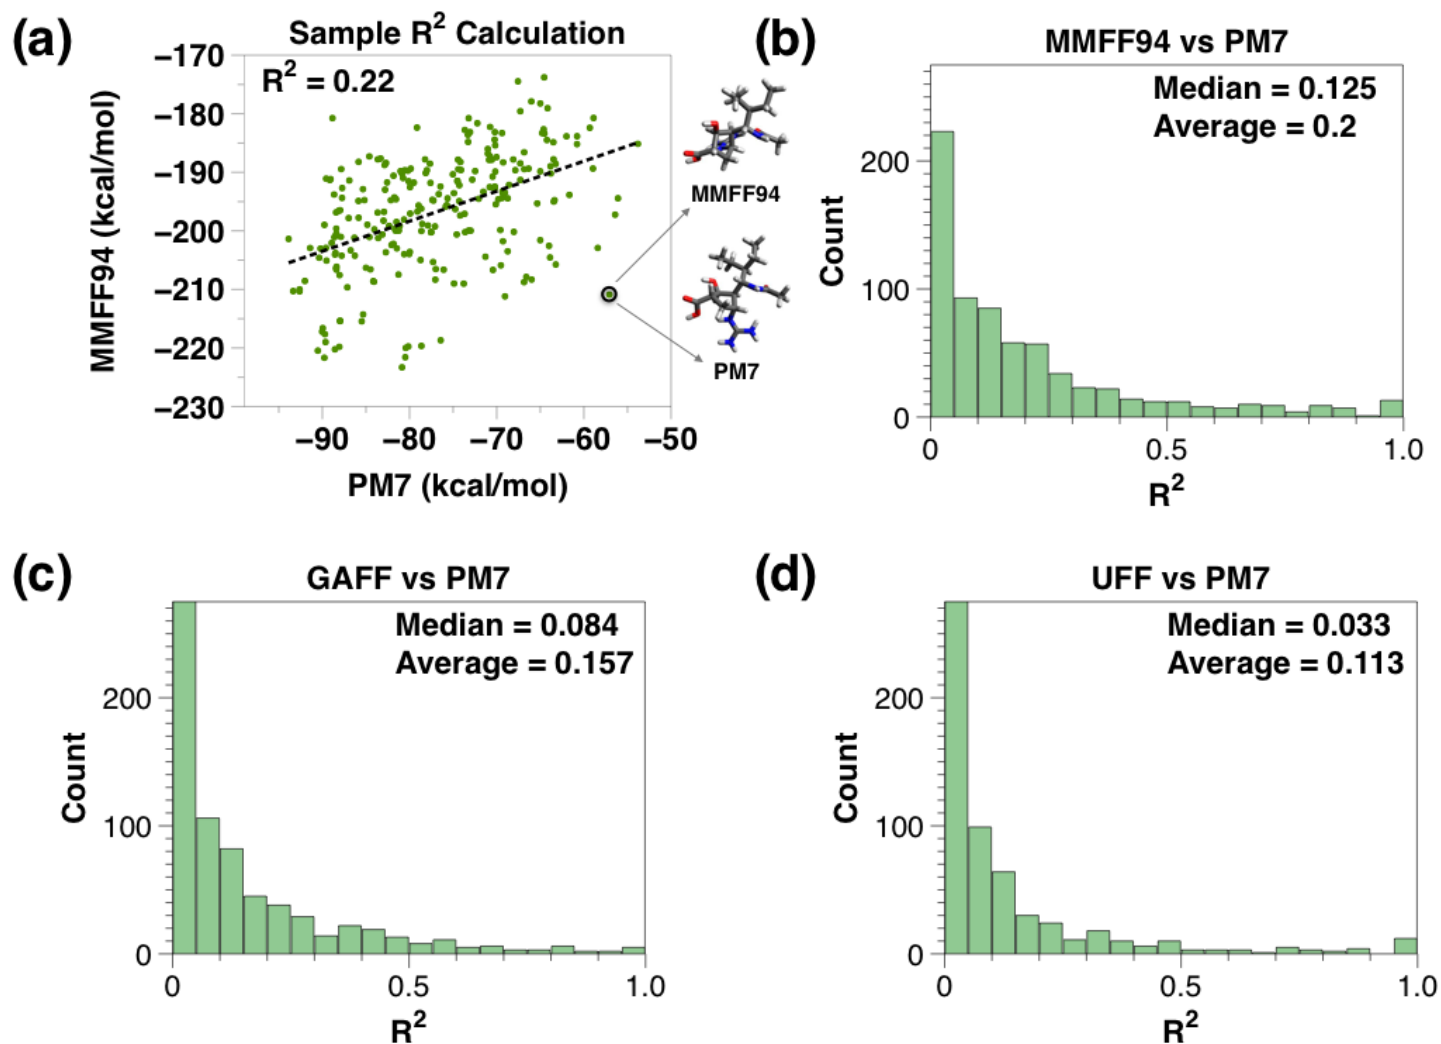 (a)
Sample R² Calculation
R² = 0.22
−170
−180
−190
−200
−210
−220
−230
MMFF94 (kcal/mol)
−90 −80 −70 −60 −50
PM7 (kcal/mol)
MMFF94
PM7
(b)
MMFF94 vs PM7
Median = 0.125
Average = 0.2
200
100
0
Count
0 0.5 1.0
R²
(c)
GAFF vs PM7
Median = 0.084
Average = 0.157
200
100
0
Count
0 0.5 1.0
R²
(d)
UFF vs PM7
Median = 0.033
Average = 0.113
200
100
0
Count
0 0.5 1.0
R²